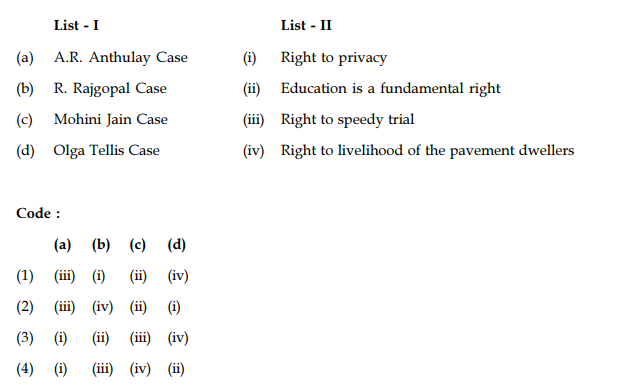 List - I List - II
(a) A.R. Anthulay Case (i) Right to privacy
(b) R. Rajgopal Case (ii) Education is a fundamental right
(c) Mohini Jain Case (iii) Right to speedy trial
(d) Olga Tellis Case (iv) Right to livelihood of the pavement dwellers
Code :
(a) (b) (c) (d)
(1) (iii) (i) (ii) (iv)
(2) (iii) (iv) (ii) (i)
(3) (i) (ii) (iii) (iv)
(4) (i) (iii) (iv) (ii)